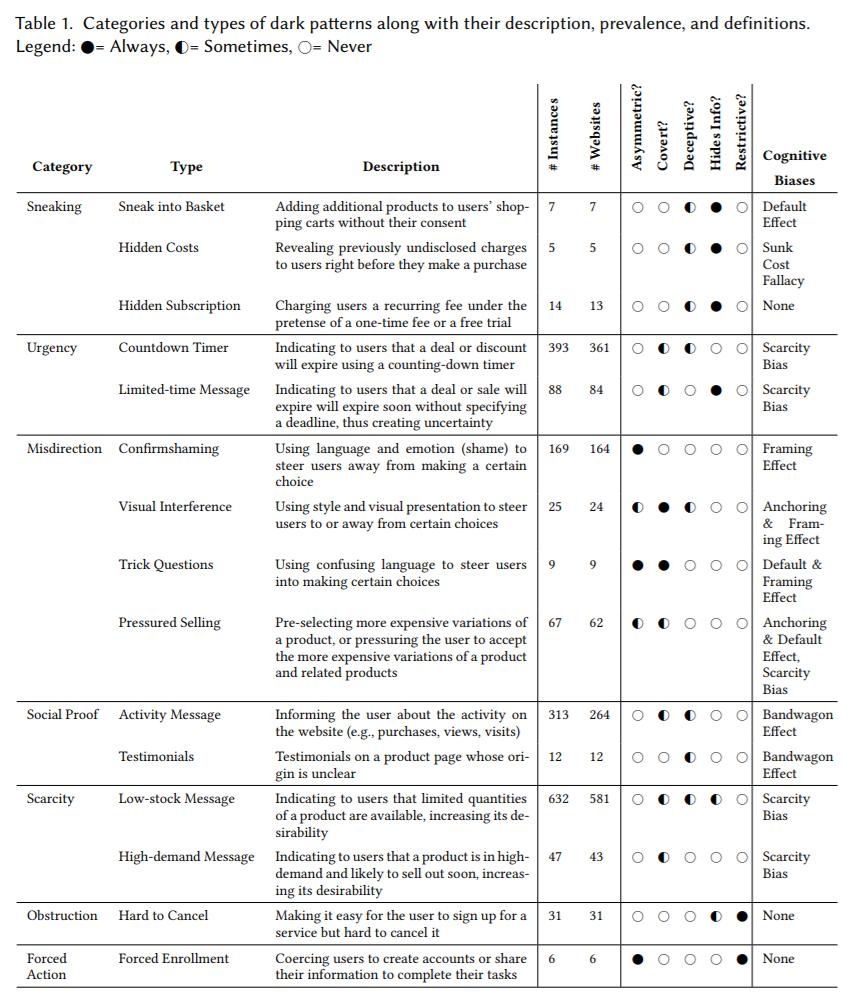 Table 1. Categories and types of dark patterns along with their description, prevalence, and definitions.
Legend: ●= Always, ◐= Sometimes, ○= Never
Category Type Description # Instances # Websites Asymmetric? Covert? Deceptive? Hides Info? Restrictive? Cognitive
Biases
Sneaking Sneak into Basket Adding additional products to users' shop- 7 7 ○ ○ ◐ ● ○ Default
ping carts without their consent Effect
Hidden Costs Revealing previously undisclosed charges 5 5 ○ ○ ◐ ● ○ Sunk
to users right before they make a purchase Cost
Fallacy
Hidden Subscription Charging users a recurring fee under the 14 13 ○ ○ ◐ ● ○ None
pretense of a one-time fee or a free trial
Urgency Countdown Timer Indicating to users that a deal or discount 393 361 ○ ◐ ◐ ○ ○ Scarcity
will expire using a counting-down timer Bias
Limited-time Message Indicating to users that a deal or sale will 88 84 ○ ◐ ○ ● ○ Scarcity
expire will expire soon without specifying Bias
a deadline, thus creating uncertainty
Misdirection Confirmshaming Using language and emotion (shame) to 169 164 ● ○ ○ ○ ○ Framing
steer users away from making a certain Effect
choice
Visual Interference Using style and visual presentation to steer 25 24 ◐ ● ◐ ○ ○ Anchoring
users to or away from certain choices & Fram-
ing Effect
Trick Questions Using confusing language to steer users 9 9 ● ● ○ ○ ○ Default &
into making certain choices Framing
Effect
Pressured Selling Pre-selecting more expensive variations of 67 62 ◐ ◐ ○ ○ ○ Anchoring
a product, or pressuring the user to accept & Default
the more expensive variations of a product Effect,
and related products Scarcity
Bias
Social Proof Activity Message Informing the user about the activity on 313 264 ○ ◐ ◐ ○ ○ Bandwagon
the website (e.g., purchases, views, visits) Effect
Testimonials Testimonials on a product page whose ori- 12 12 ○ ○ ◐ ○ ○ Bandwagon
gin is unclear Effect
Scarcity Low-stock Message Indicating to users that limited quantities 632 581 ○ ◐ ◐ ◐ ○ Scarcity
of a product are available, increasing its de- Bias
sirability
High-demand Message Indicating to users that a product is in high- 47 43 ○ ◐ ○ ○ ○ Scarcity
demand and likely to sell out soon, increas- Bias
ing its desirability
Obstruction Hard to Cancel Making it easy for the user to sign up for a 31 31 ○ ○ ○ ◐ ● None
service but hard to cancel it
Forced Forced Enrollment Coercing users to create accounts or share 6 6 ● ○ ○ ○ ● None
Action their information to complete their tasks